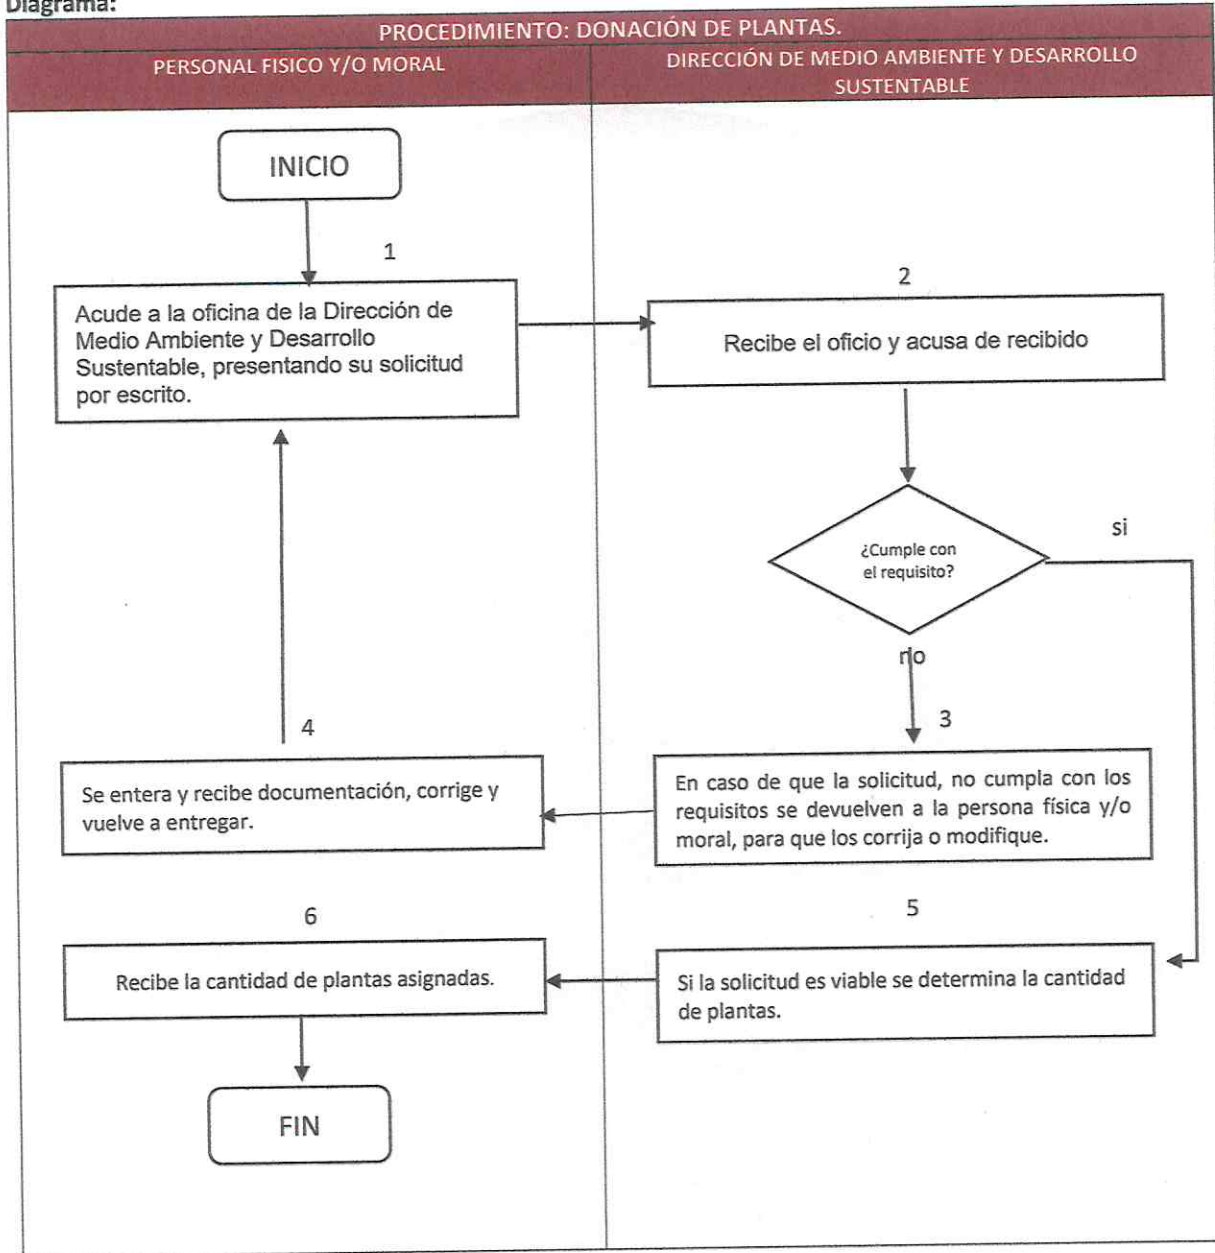 Diagrama:
PROCEDIMIENTO: DONACIÓN DE PLANTAS.
PERSONAL FISICO Y/O MORAL
DIRECCIÓN DE MEDIO AMBIENTE Y DESARROLLO
SUSTENTABLE
INICIO
1
Acude a la oficina de la Dirección de
Medio Ambiente y Desarrollo
Sustentable, presentando su solicitud
por escrito.
2
Recibe el oficio y acusa de recibido
¿Cumple con
el requisito?
si
no
3
En caso de que la solicitud, no cumpla con los
requisitos se devuelven a la persona física y/o
moral, para que los corrija o modifique.
4
Se entera y recibe documentación, corrige y
vuelve a entregar.
5
Si la solicitud es viable se determina la cantidad
de plantas.
6
Recibe la cantidad de plantas asignadas.
FIN